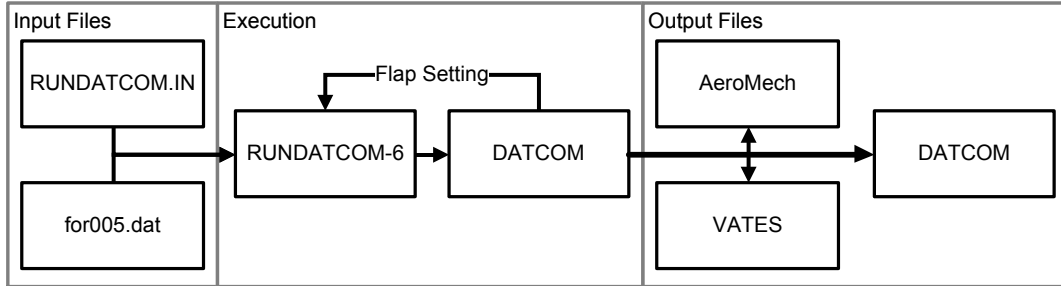 Input Files
RUNDATCOM.IN
for005.dat
Execution
Flap Setting
RUNDATCOM-6
DATCOM
Output Files
AeroMech
DATCOM
VATES